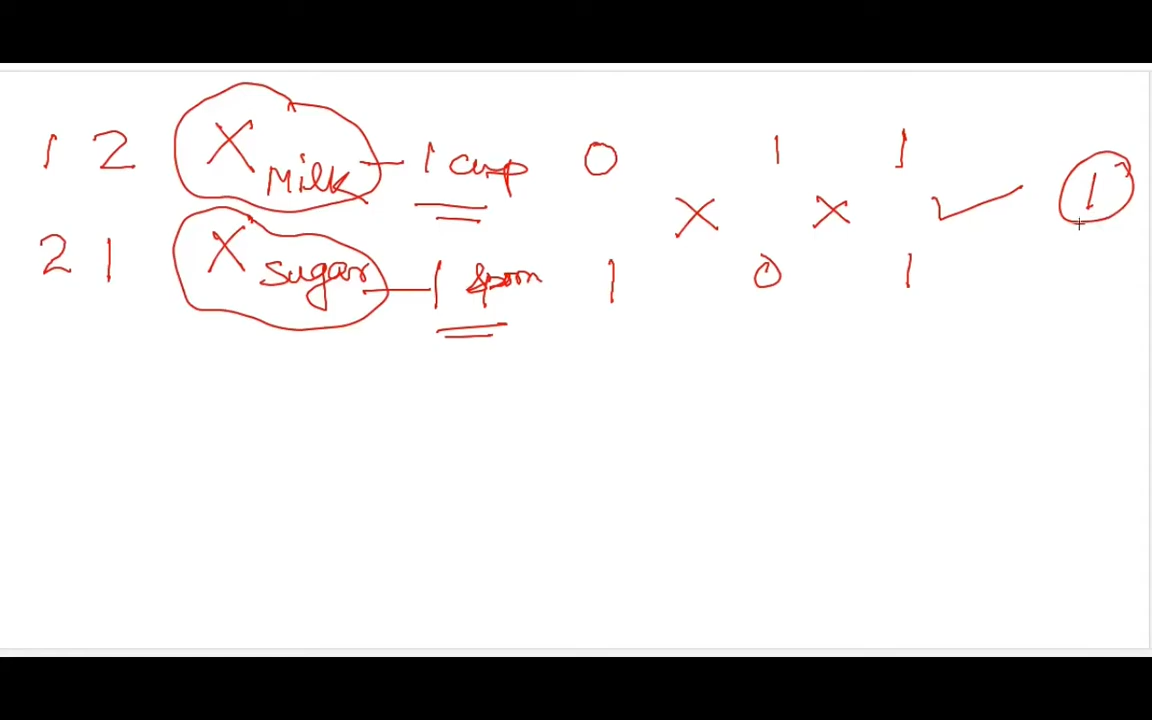 1 2 X Milk - 1 cup 0 1 1
X X ✓ 1
2 1 X sugar - 1 spoon 1 0 1